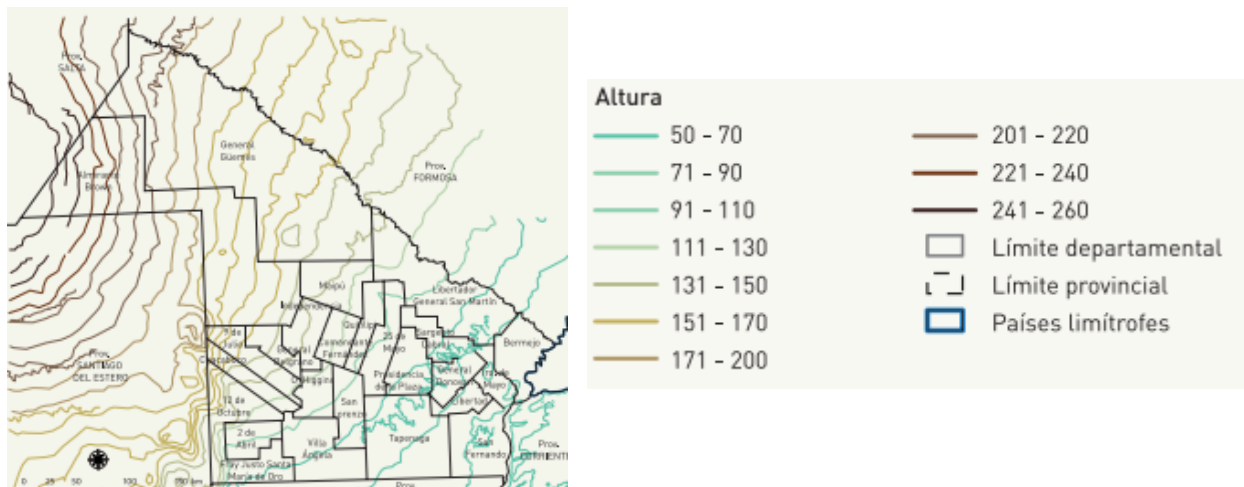 Prov.
SALTA
General
Güemes
Almirante
Brown
Prov.
FORMOSA
Maipú
Libertador
General San Martín
Independencia
Quitilipi
9 de
Julio
25 de
Mayo
Sargento
Cabral
Bermejo
Comandante
Fernández
General
Belgrano
Chacabuco
Prov.
SANTIAGO
DEL ESTERO
O'Higgins
Presidencia
de la Plaza
General
Donovan
1ro. de
Mayo
Libertad
12 de
Octubre
San
Lorenzo
2 de
Abril
Villa
Ángela
Tapenaga
San
Fernando
Prov.
CORRIENTES
Fray Justo Santa
María de Oro
Prov.
0 25 50 100 150 km
Altura
50 - 70
71 - 90
91 - 110
111 - 130
131 - 150
151 - 170
171 - 200
201 - 220
221 - 240
241 - 260
Límite departamental
Límite provincial
Países limítrofes